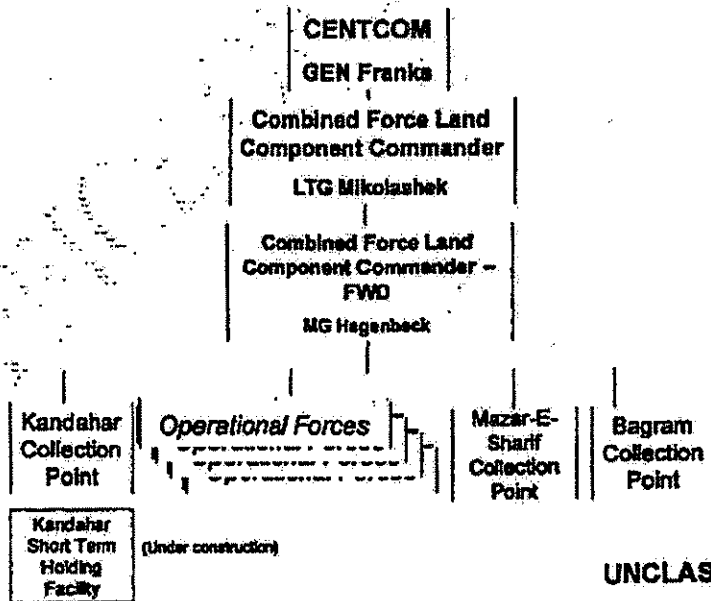 CENTCOM
GEN Franks
Combined Force Land
Component Commander
LTG Mikolashek
Combined Force Land
Component Commander –
FWD
MG Hagenbeck
Kandahar
Collection
Point
Operational Forces
Mazar-E-
Sharif
Collection
Point
Bagram
Collection
Point
Kandahar
Short Term
Holding
Facility
(Under construction)
UNCLAS